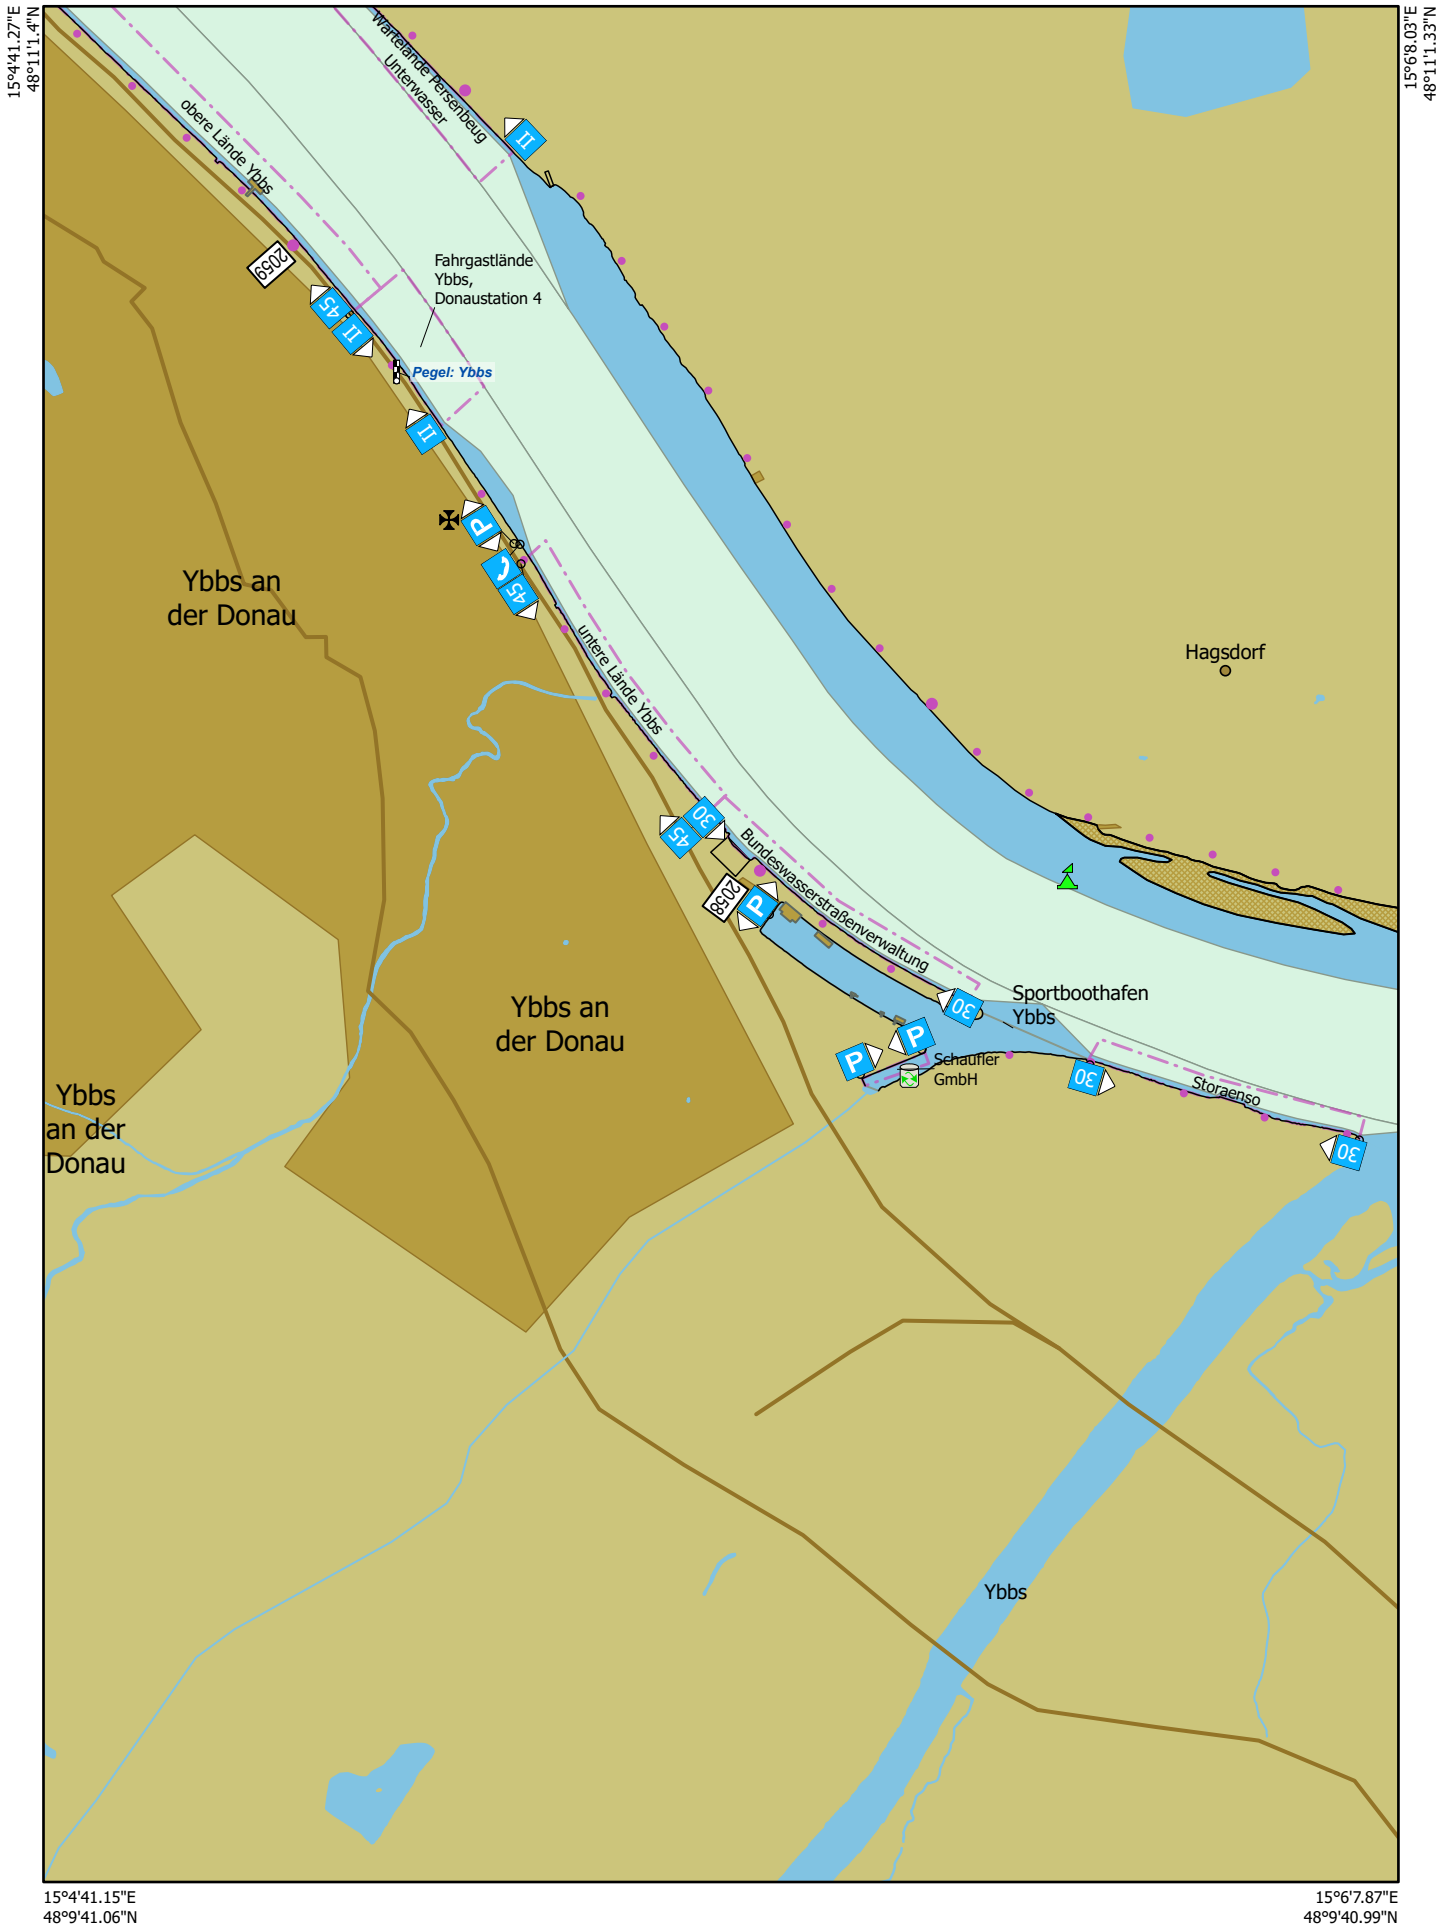 15°4'41.27"E
48°11'1.4"N
15°6'8.03"E
48°11'1.33"N
Wartelände Persenbeug
Unterwasser
II
obere Lände Ybbs
2059
Fahrgastlände
Ybbs,
Donaustation 4
45
II
Pegel: Ybbs
II
P
45
Ybbs an
der Donau
untere Lände Ybbs
Hagsdorf
30
45
Bundeswasserstraßenverwaltung
2058
P
Sportboothafen
Ybbs
30
Ybbs an
der Donau
P
P
Schaufler
GmbH
30
Storaenso
30
Ybbs
an der
Donau
Ybbs
15°4'41.15"E
48°9'41.06"N
15°6'7.87"E
48°9'40.99"N